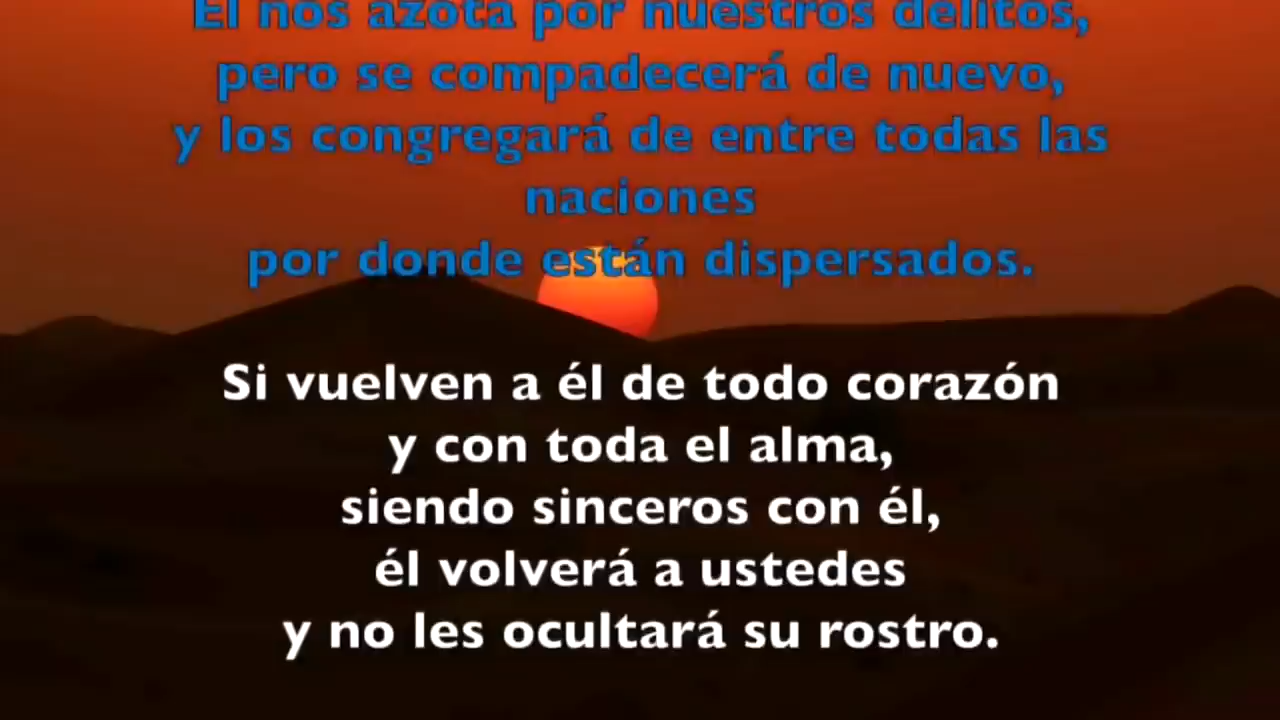 Él nos azota por nuestros delitos,
pero se compadecerá de nuevo,
y los congregará de entre todas las
naciones
por donde están dispersados.
Si vuelven a él de todo corazón
y con toda el alma,
siendo sinceros con él,
él volverá a ustedes
y no les ocultará su rostro.